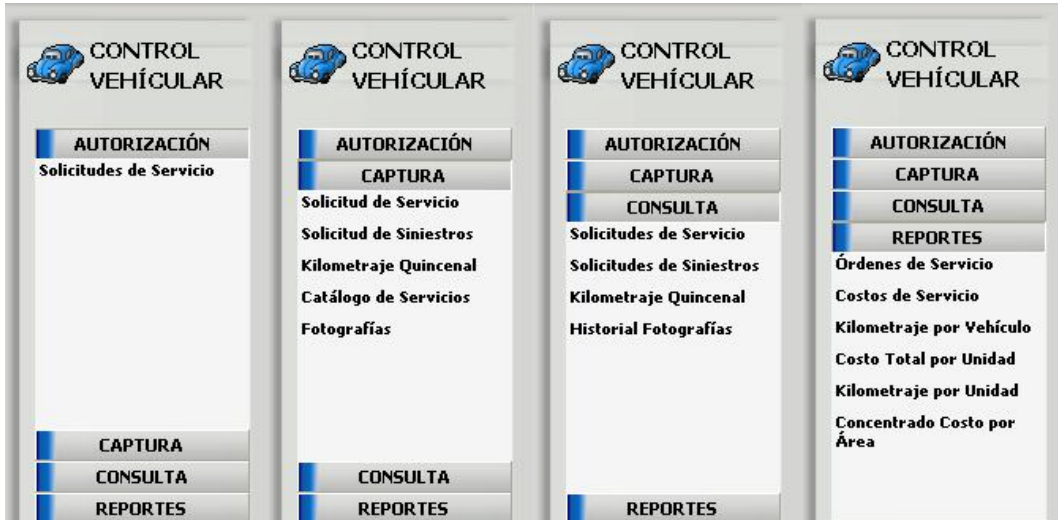 CONTROL
VEHÍCULAR
AUTORIZACIÓN
Solicitudes de Servicio
CAPTURA
CONSULTA
REPORTES
CONTROL
VEHÍCULAR
AUTORIZACIÓN
CAPTURA
Solicitud de Servicio
Solicitud de Siniestros
Kilometraje Quincenal
Catálogo de Servicios
Fotografías
CONSULTA
REPORTES
CONTROL
VEHÍCULAR
AUTORIZACIÓN
CAPTURA
CONSULTA
Solicitudes de Servicio
Solicitudes de Siniestros
Kilometraje Quincenal
Historial Fotografías
REPORTES
CONTROL
VEHÍCULAR
AUTORIZACIÓN
CAPTURA
CONSULTA
REPORTES
Órdenes de Servicio
Costos de Servicio
Kilometraje por Vehículo
Costo Total por Unidad
Kilometraje por Unidad
Concentrado Costo por
Área